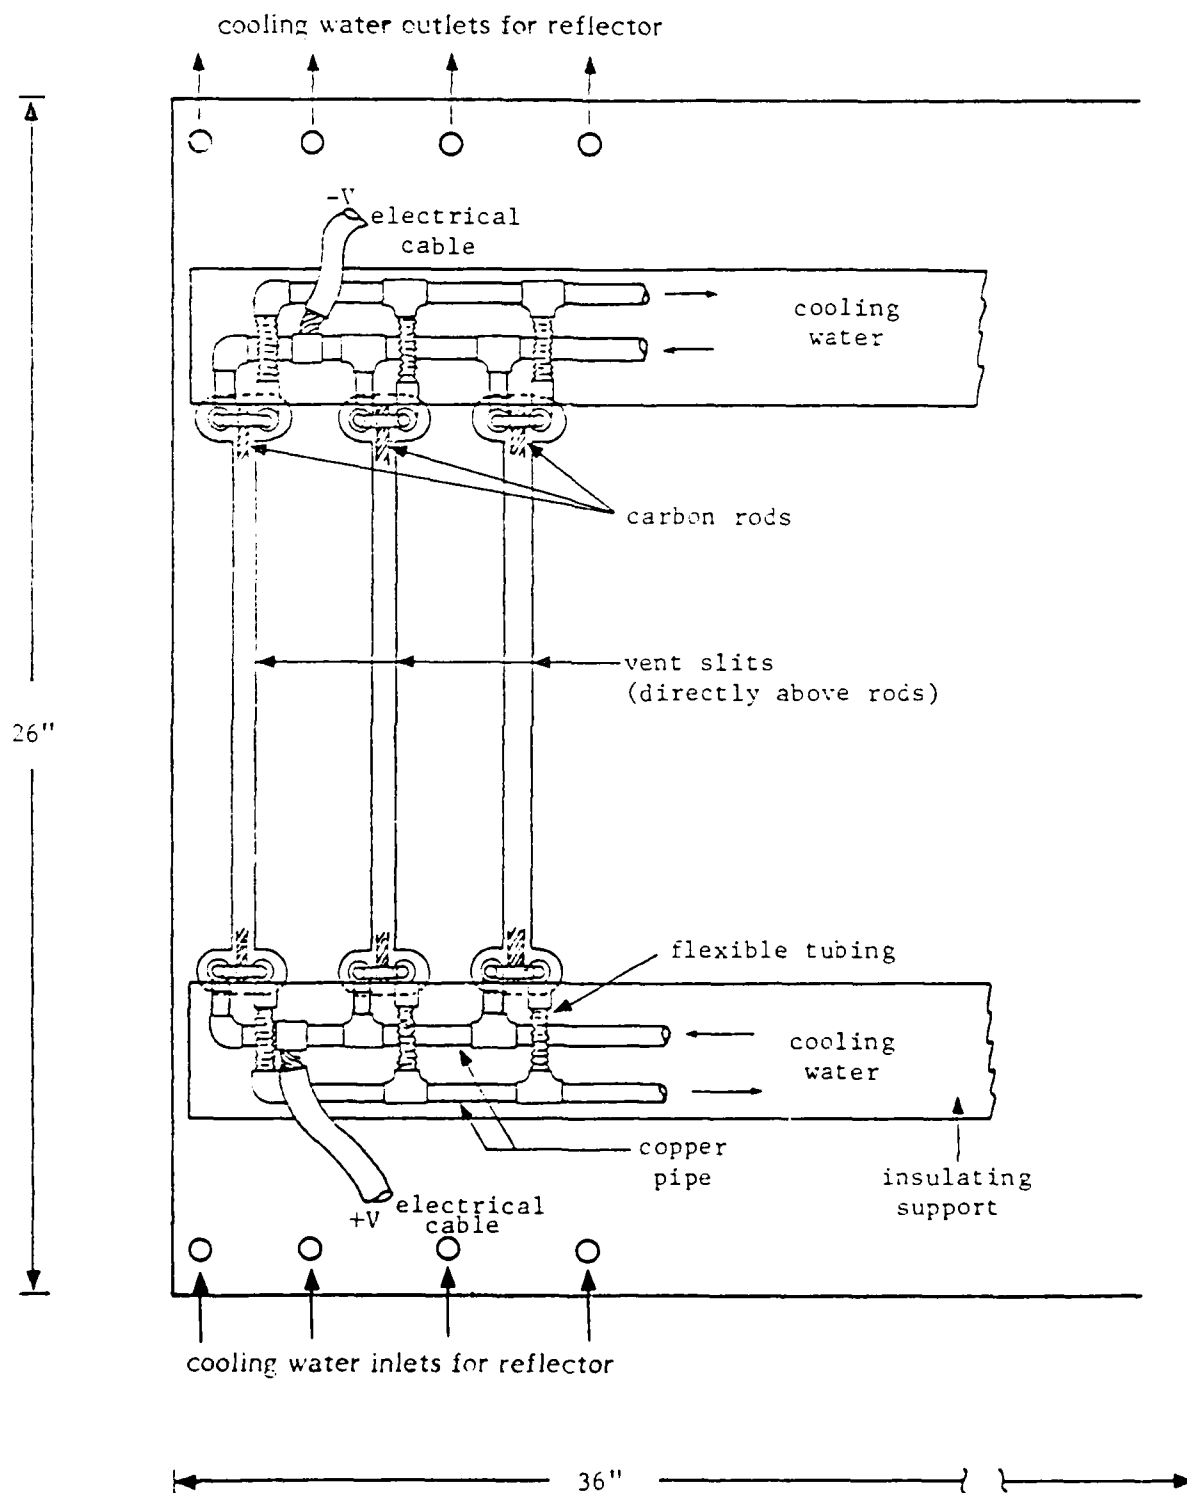 cooling water outlets for reflector
-V
electrical
cable
cooling
water
carbon rods
vent slits
(directly above rods)
26"
flexible tubing
cooling
water
copper
pipe
insulating
support
+V
electrical
cable
cooling water inlets for reflector
36"